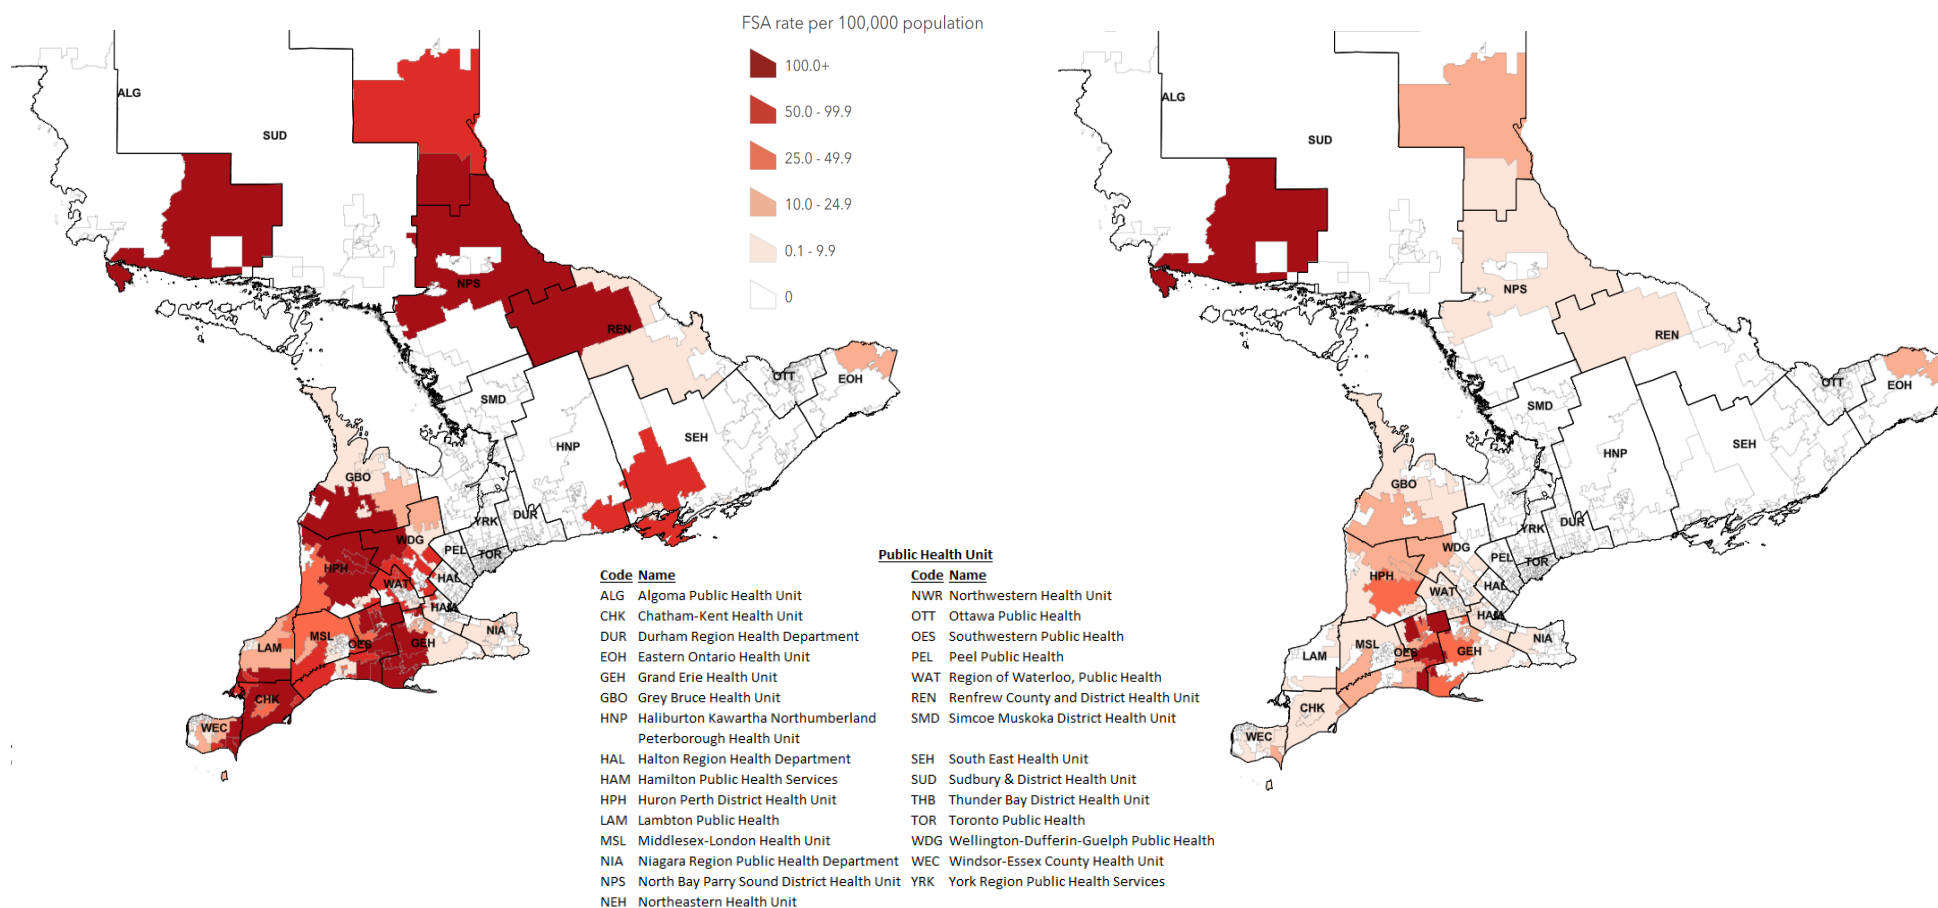 FSA rate per 100,000 population
100.0+
50.0 - 99.9
25.0 - 49.9
10.0 - 24.9
0.1 - 9.9
0
ALG
SUD
NPS
REN
OTT
EOH
SMD
HNP
SEH
GBO
YRK
DUR
WDG
PEL
TOR
HPH
WAT
HAL
HAM
MSL
OES
GEH
NIA
LAM
CHK
WEC
ALG
SUD
NPS
REN
OTT
EOH
SMD
HNP
SEH
GBO
YRK
DUR
WDG
PEL
TOR
HPH
WAT
HAL
HAM
MSL
OES
GEH
NIA
LAM
CHK
WEC
Public Health Unit
Code Name
ALG Algoma Public Health Unit
CHK Chatham-Kent Health Unit
DUR Durham Region Health Department
EOH Eastern Ontario Health Unit
GEH Grand Erie Health Unit
GBO Grey Bruce Health Unit
HNP Haliburton Kawartha Northumberland
Peterborough Health Unit
HAL Halton Region Health Department
HAM Hamilton Public Health Services
HPH Huron Perth District Health Unit
LAM Lambton Public Health
MSL Middlesex-London Health Unit
NIA Niagara Region Public Health Department
NPS North Bay Parry Sound District Health Unit
NEH Northeastern Health Unit
Code Name
NWR Northwestern Health Unit
OTT Ottawa Public Health
OES Southwestern Public Health
PEL Peel Public Health
WAT Region of Waterloo, Public Health
REN Renfrew County and District Health Unit
SMD Simcoe Muskoka District Health Unit
SEH South East Health Unit
SUD Sudbury & District Health Unit
THB Thunder Bay District Health Unit
TOR Toronto Public Health
WDG Wellington-Dufferin-Guelph Public Health
WEC Windsor-Essex County Health Unit
YRK York Region Public Health Services